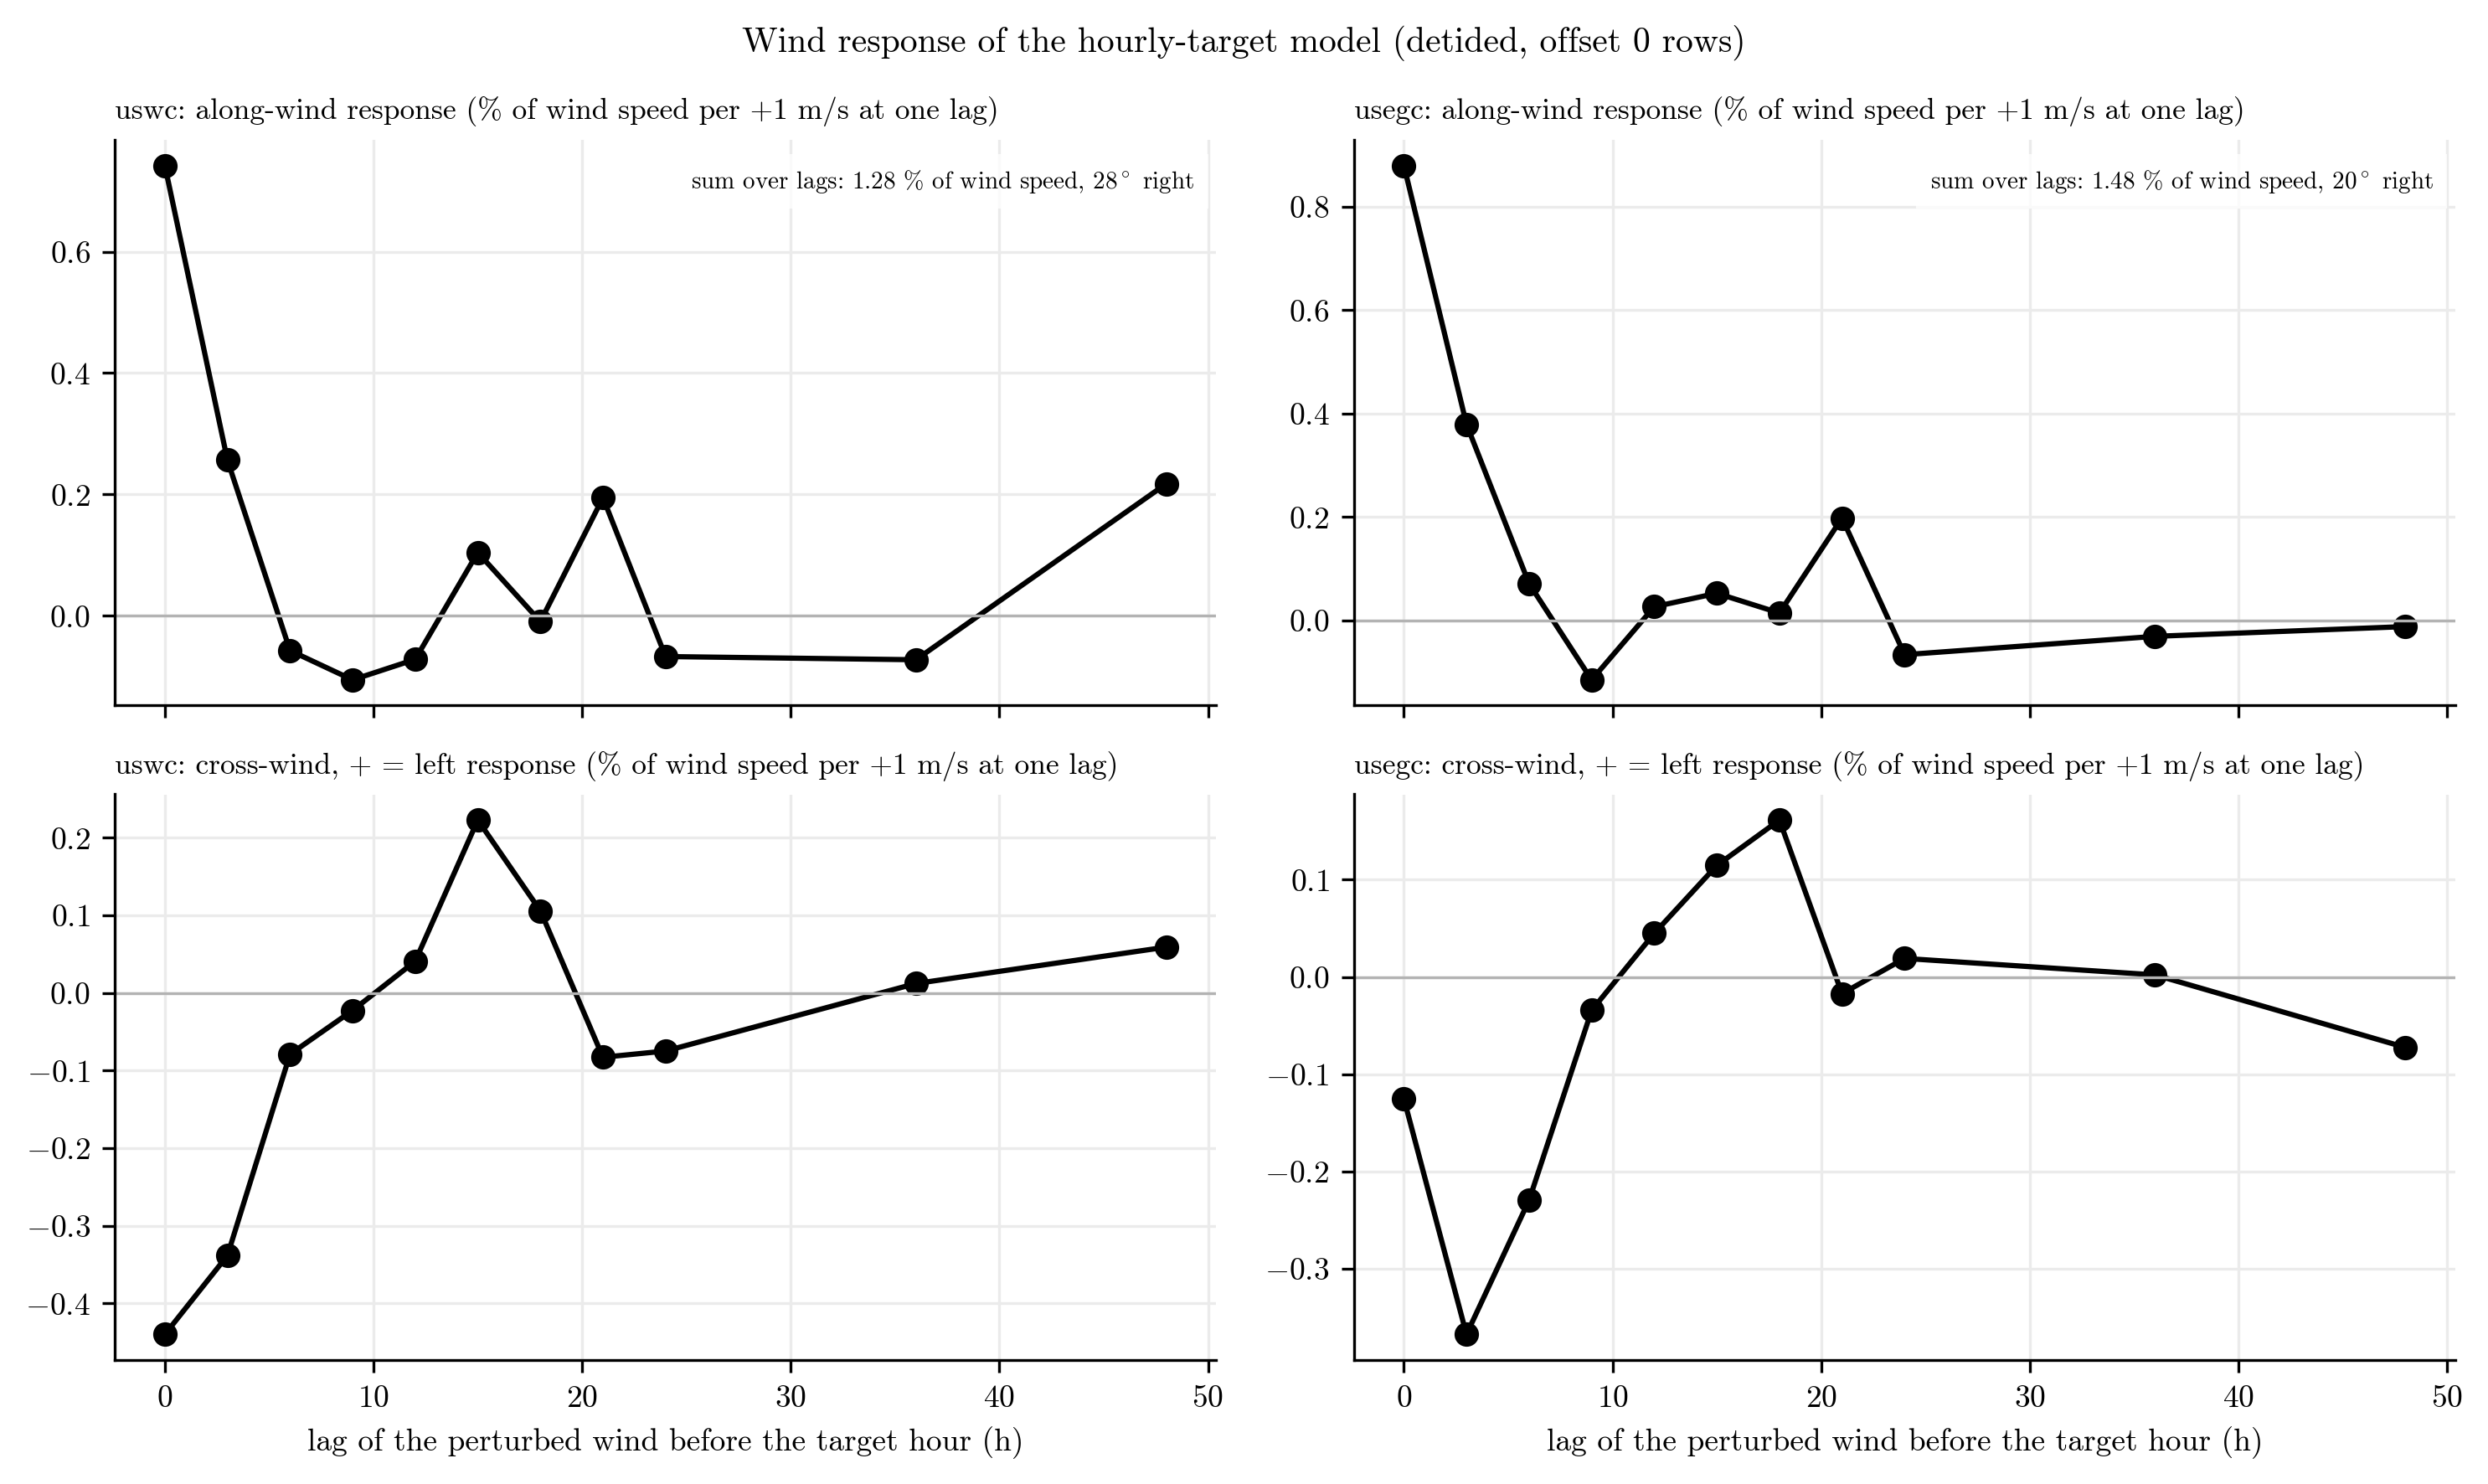 Wind response of the hourly-target model (detided, offset 0 rows)
uswc: along-wind response (% of wind speed per +1 m/s at one lag)
sum over lags: 1.28 % of wind speed, 28° right
0.6
0.4
0.2
0.0
usegc: along-wind response (% of wind speed per +1 m/s at one lag)
sum over lags: 1.48 % of wind speed, 20° right
0.8
0.6
0.4
0.2
0.0
uswc: cross-wind, + = left response (% of wind speed per +1 m/s at one lag)
0.2
0.1
0.0
−0.1
−0.2
−0.3
−0.4
0 10 20 30 40 50
lag of the perturbed wind before the target hour (h)
usegc: cross-wind, + = left response (% of wind speed per +1 m/s at one lag)
0.1
0.0
−0.1
−0.2
−0.3
0 10 20 30 40 50
lag of the perturbed wind before the target hour (h)